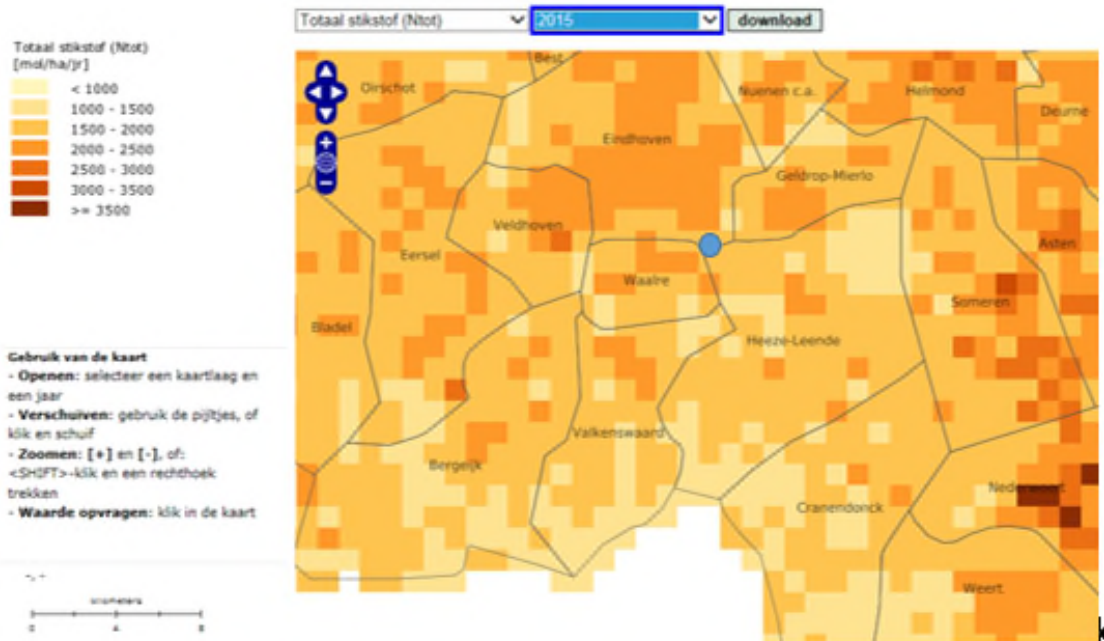 Totaal stikstof (Ntot) 2015 download
Totaal stikstof (Ntot)
[mol/ha/jr]
< 1000
1000 - 1500
1500 - 2000
2000 - 2500
2500 - 3000
3000 - 3500
>= 3500
Gebruik van de kaart
- Openen: selecteer een kaartlaag en
een jaar
- Verschuiven: gebruik de pijltjes, of
klik en schuif
- Zoomen: [+] en [-], of:
<SHIFT>-klik en een rechthoek
trekken
- Waarde opvragen: klik in de kaart
kilometers
0 4 8
Best
Oirschot
Nuenen c.a.
Helmond
Deurne
Eindhoven
Geldrop-Mierlo
Veldhoven
Eersel
Asten
Waalre
Someren
Bladel
Heeze-Leende
Valkenswaard
Bergeijk
Nederweert
Cranendonck
Weert